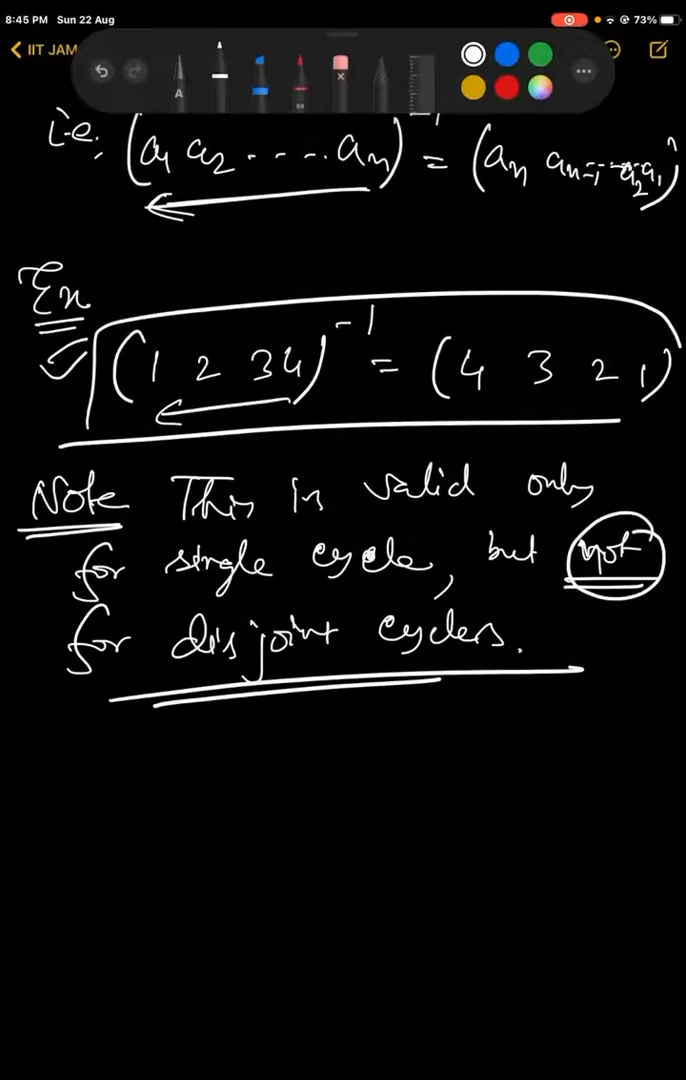 8:45 PM Sun 22 Aug 73%
IIT JAM
A 50
i.e., (a1 a2 ..... an)^-1 = (an an-1 ... a2 a1)
Ex
(1 2 3 4)^-1 = (4 3 2 1)
Note This is valid only
for single cycle, but not
for disjoint cycles.